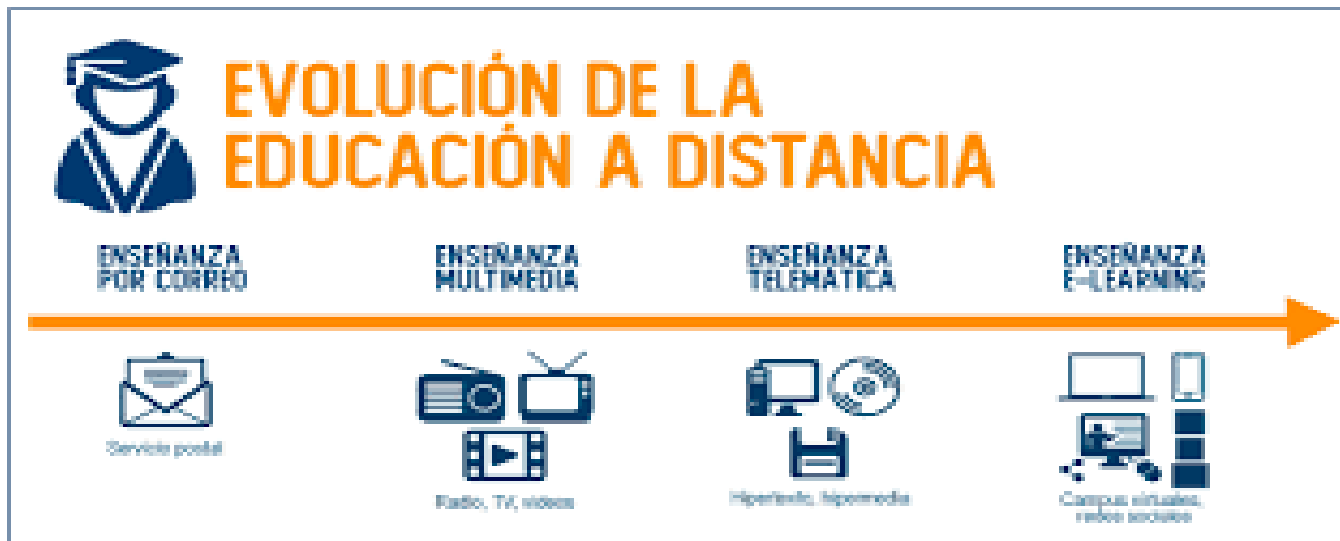 EVOLUCIÓN DE LA
EDUCACIÓN A DISTANCIA
ENSEÑANZA
POR CORREO
ENSEÑANZA
MULTIMEDIA
ENSEÑANZA
TELEMÁTICA
ENSEÑANZA
E-LEARNING
Servicio postal
Radio, TV, videos
Hipertexto, hipermedia
Campus virtuales,
redes sociales